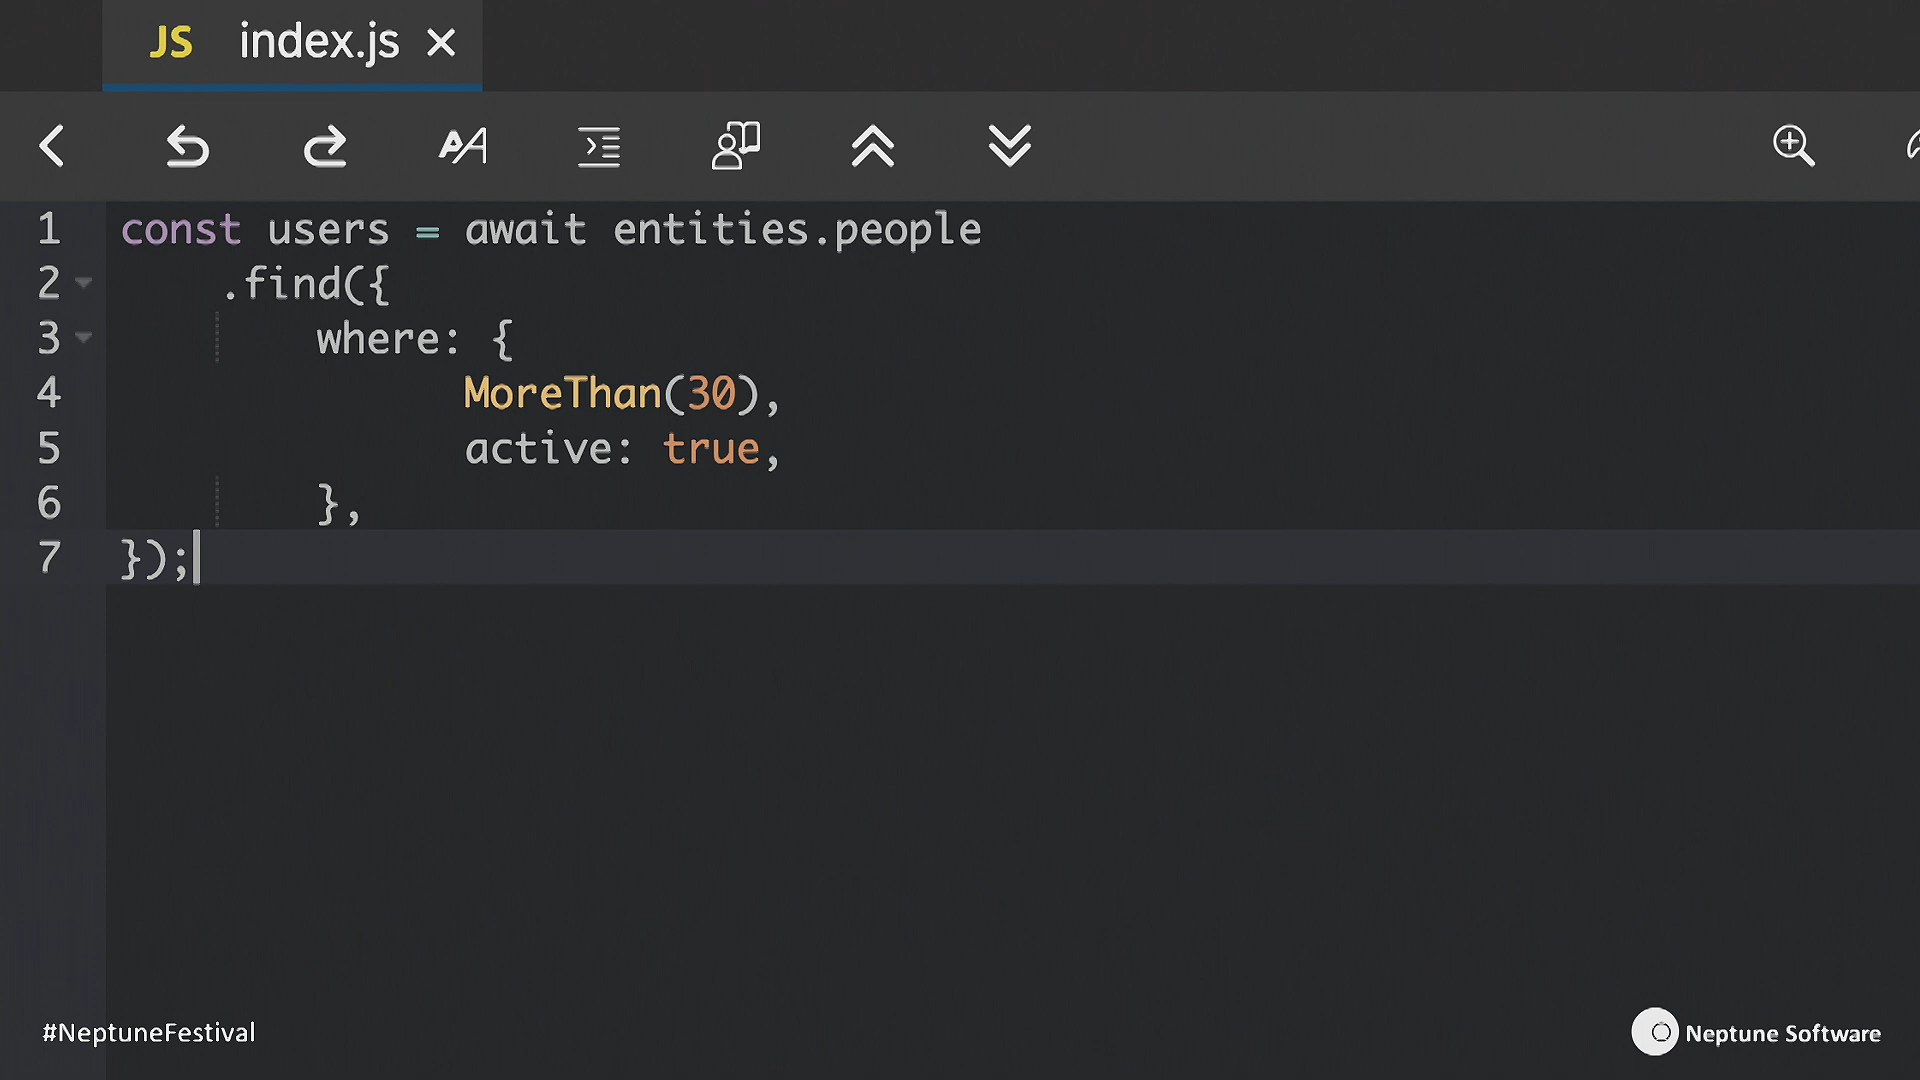 JS index.js
1 const users = await entities.people
2 .find({
3 where: {
4 MoreThan(30),
5 active: true,
6 },
7 });
#NeptuneFestival
Neptune Software